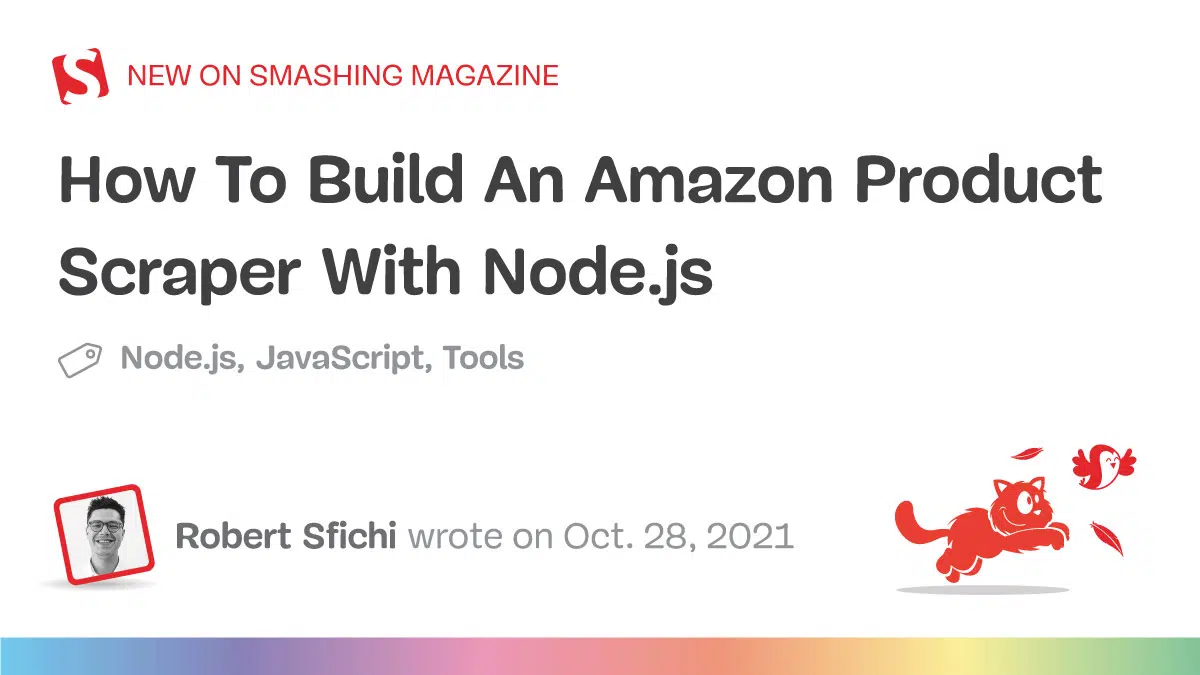 NEW ON SMASHING MAGAZINE
How To Build An Amazon Product
Scraper With Node.js
Node.js, JavaScript, Tools
Robert Sfichi wrote on Oct. 28, 2021